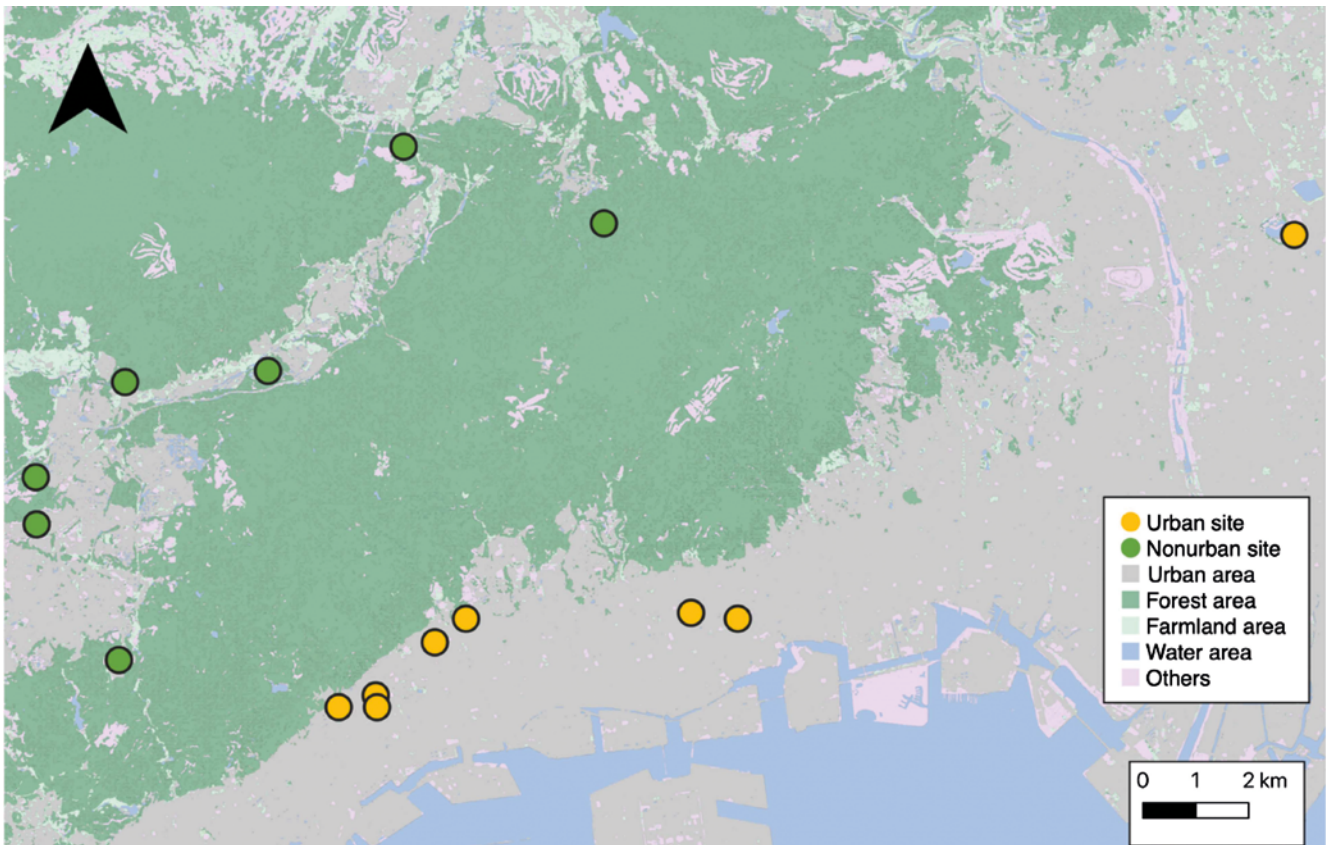 Urban site
Nonurban site
Urban area
Forest area
Farmland area
Water area
Others
0 1 2 km